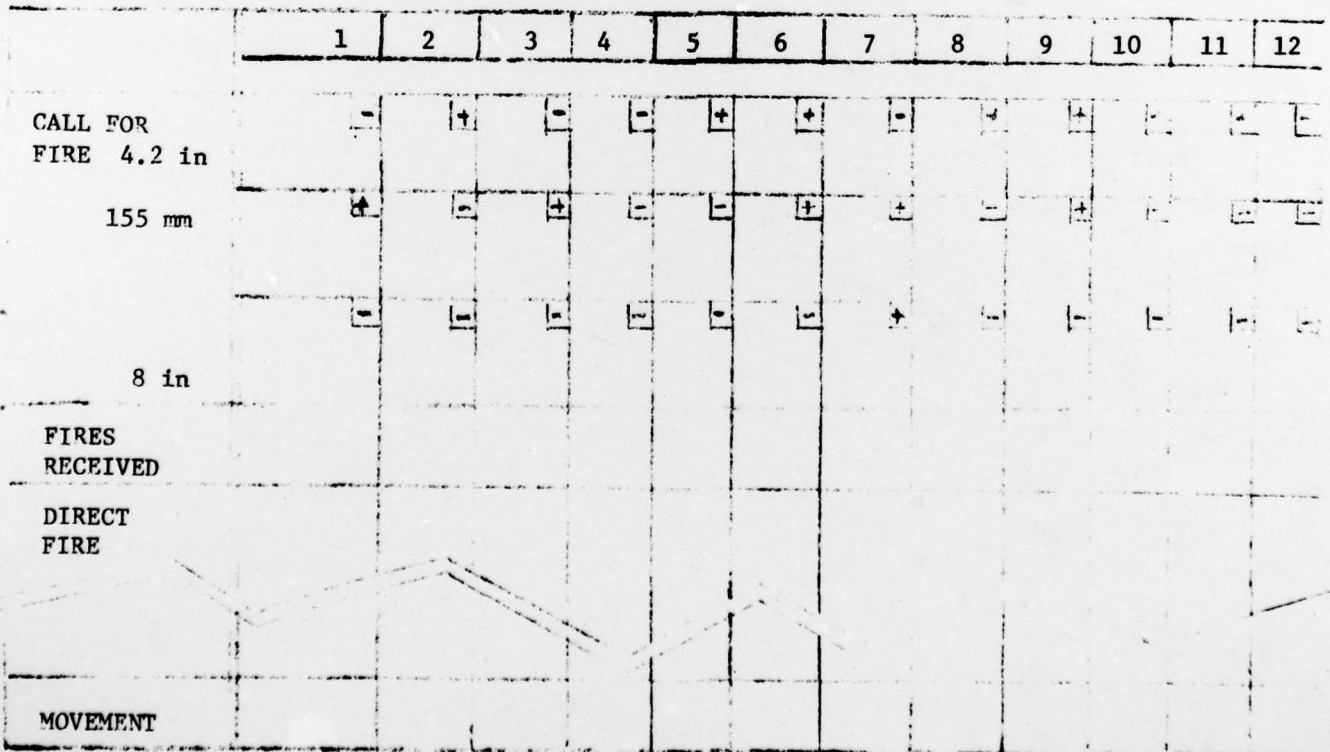 1 2 3 4 5 6 7 8 9 10 11 12
CALL FOR
FIRE 4.2 in
- + - - + + - + +
155 mm
+ - + - - + + - + - - -
- - - - - - + - - - - -
8 in
FIRES
RECEIVED
DIRECT
FIRE
MOVEMENT